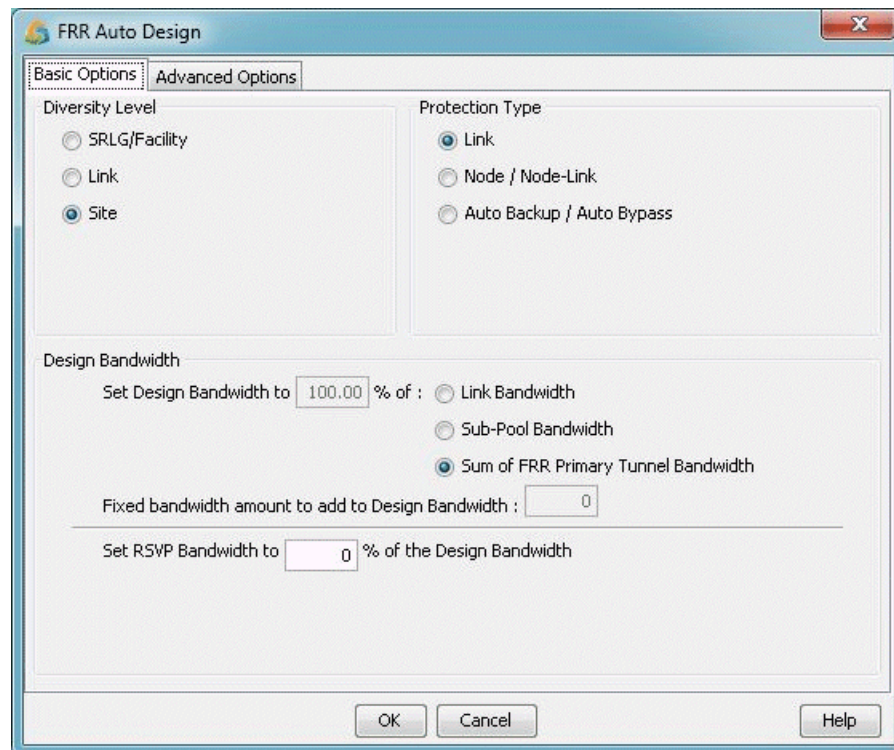 FRR Auto Design
Basic Options
Advanced Options
Diversity Level
SRLG/Facility
Link
Site
Protection Type
Link
Node / Node-Link
Auto Backup / Auto Bypass
Design Bandwidth
Set Design Bandwidth to 100.00 % of : Link Bandwidth
Sub-Pool Bandwidth
Sum of FRR Primary Tunnel Bandwidth
Fixed bandwidth amount to add to Design Bandwidth : 0
Set RSVP Bandwidth to 0 % of the Design Bandwidth
OK
Cancel
Help